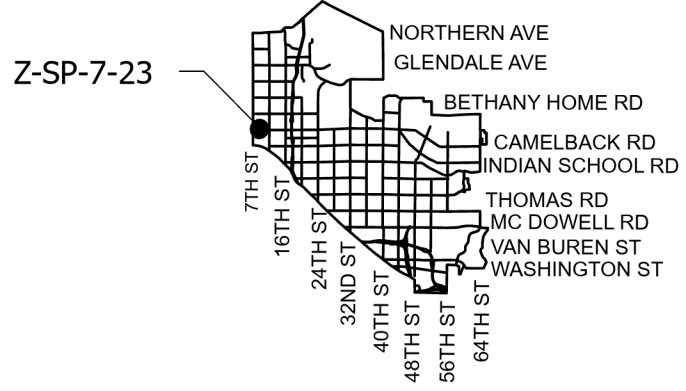 NORTHERN AVE
GLENDALE AVE
Z-SP-7-23
BETHANY HOME RD
CAMELBACK RD
INDIAN SCHOOL RD
THOMAS RD
MC DOWELL RD
VAN BUREN ST
WASHINGTON ST
7TH ST
16TH ST
24TH ST
32ND ST
40TH ST
48TH ST
56TH ST
64TH ST